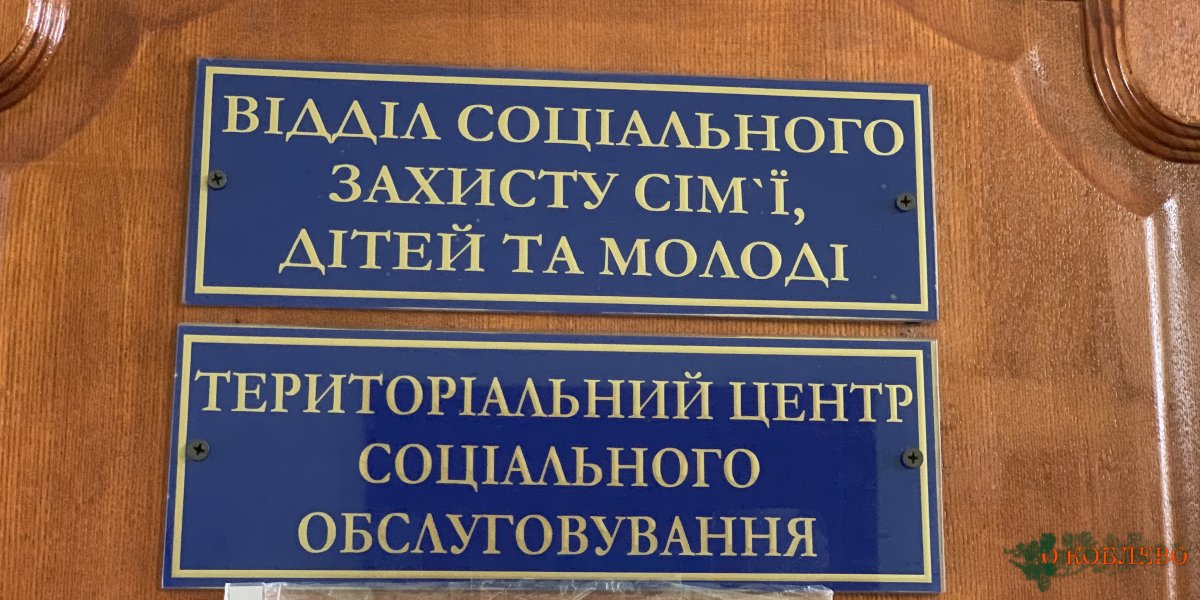 ВІДДІЛ СОЦІАЛЬНОГО
ЗАХИСТУ СІМ`Ї,
ДІТЕЙ ТА МОЛОДІ
ТЕРИТОРІАЛЬНИЙ ЦЕНТР
СОЦІАЛЬНОГО
ОБСЛУГОВУВАННЯ
О КОБЛЕВО